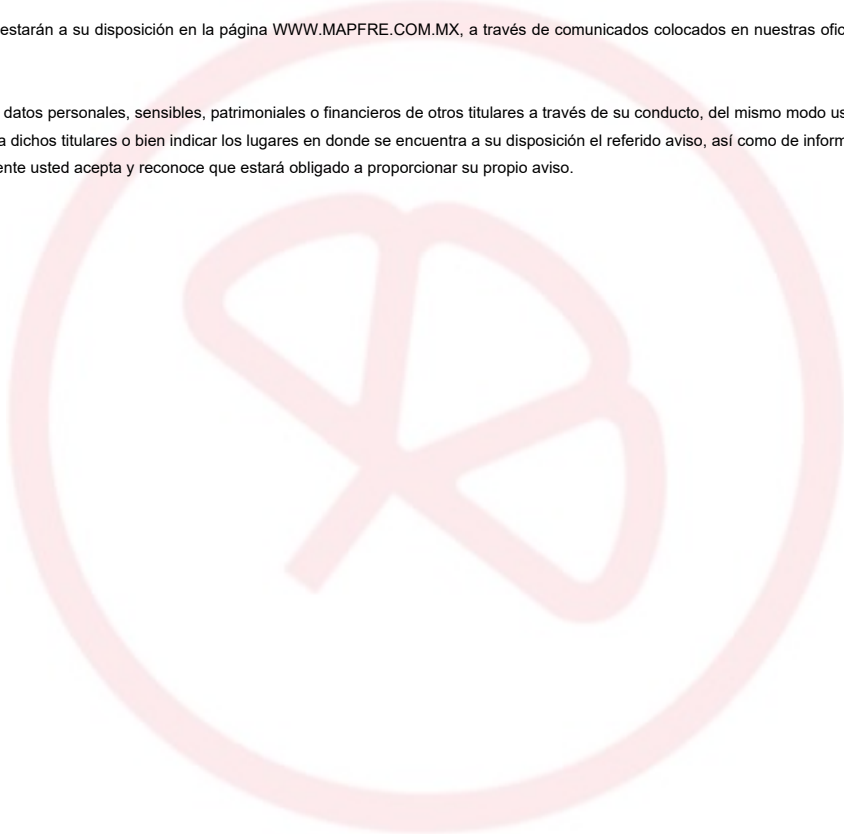 estarán a su disposición en la página WWW.MAPFRE.COM.MX, a través de comunicados colocados en nuestras ofic
datos personales, sensibles, patrimoniales o financieros de otros titulares a través de su conducto, del mismo modo us
a dichos titulares o bien indicar los lugares en donde se encuentra a su disposición el referido aviso, así como de inform
ente usted acepta y reconoce que estará obligado a proporcionar su propio aviso.